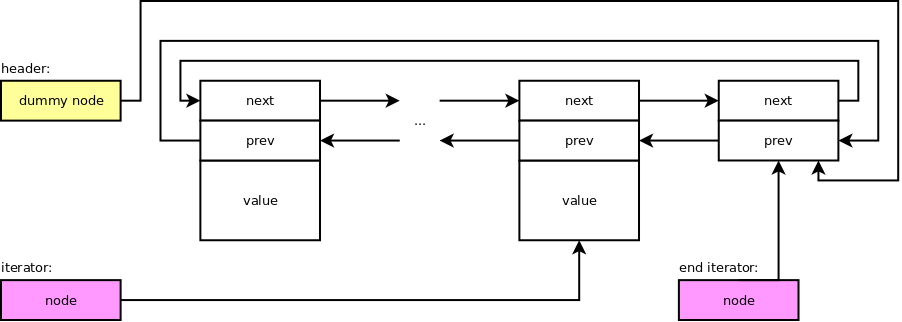 header:
dummy node
next
next
next
...
prev
prev
prev
value
value
iterator:
end iterator:
node
node